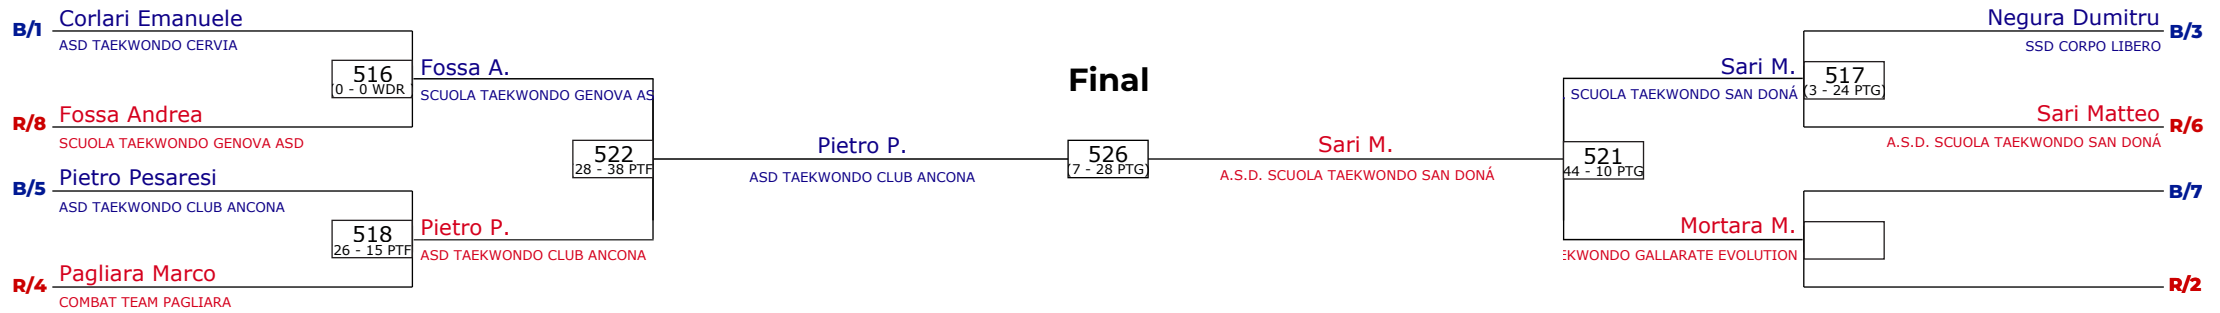 Corlari Emanuele
B/1
ASD TAEKWONDO CERVIA
516
0 - 0 WDR
Fossa A.
SCUOLA TAEKWONDO GENOVA AS
Fossa Andrea
R/8
SCUOLA TAEKWONDO GENOVA ASD
522
28 - 38 PTF
Pietro Pesaresi
B/5
ASD TAEKWONDO CLUB ANCONA
518
26 - 15 PTF
Pietro P.
ASD TAEKWONDO CLUB ANCONA
Pagliara Marco
R/4
COMBAT TEAM PAGLIARA
Final
Pietro P.
ASD TAEKWONDO CLUB ANCONA
526
(7 - 28 PTG)
Sari M.
A.S.D. SCUOLA TAEKWONDO SAN DONÁ
Negura Dumitru
B/3
SSD CORPO LIBERO
Sari M.
SCUOLA TAEKWONDO SAN DONÁ
517
(3 - 24 PTG)
Sari Matteo
R/6
A.S.D. SCUOLA TAEKWONDO SAN DONÁ
521
44 - 10 PTG
B/7
Mortara M.
EKWONDO GALLARATE EVOLUTION
R/2